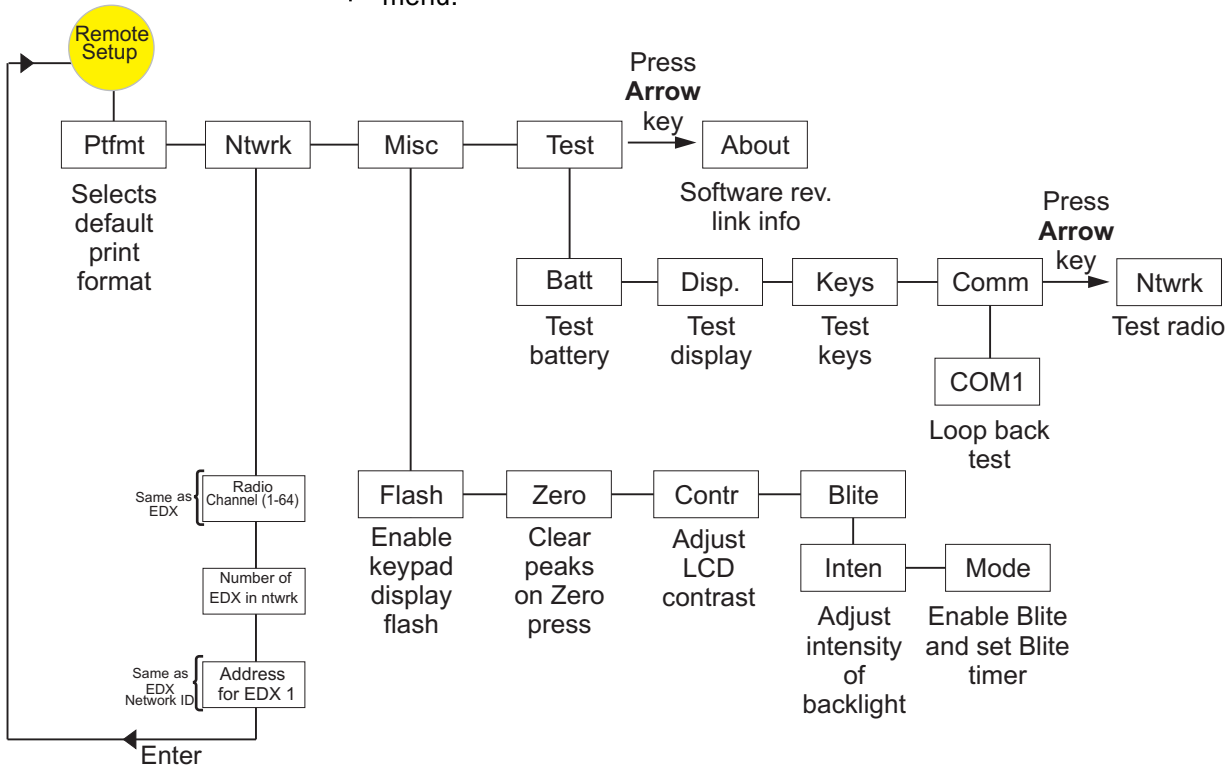 menu.
Remote
Setup
Press
Arrow
key
Ptfmt
Ntwrk
Misc
Test
About
Selects
default
print
format
Software rev.
link info
Press
Arrow
key
Batt
Disp.
Keys
Comm
Ntwrk
Test
battery
Test
display
Test
keys
Test radio
COM1
Loop back
test
Same as
EDX
Radio
Channel (1-64)
Flash
Zero
Contr
Blite
Enable
keypad
display
flash
Clear
peaks
on Zero
press
Adjust
LCD
contrast
Inten
Mode
Number of
EDX in ntwrk
Adjust
intensity
of
backlight
Enable Blite
and set Blite
timer
Same as
EDX
Network ID
Address
for EDX 1
Enter